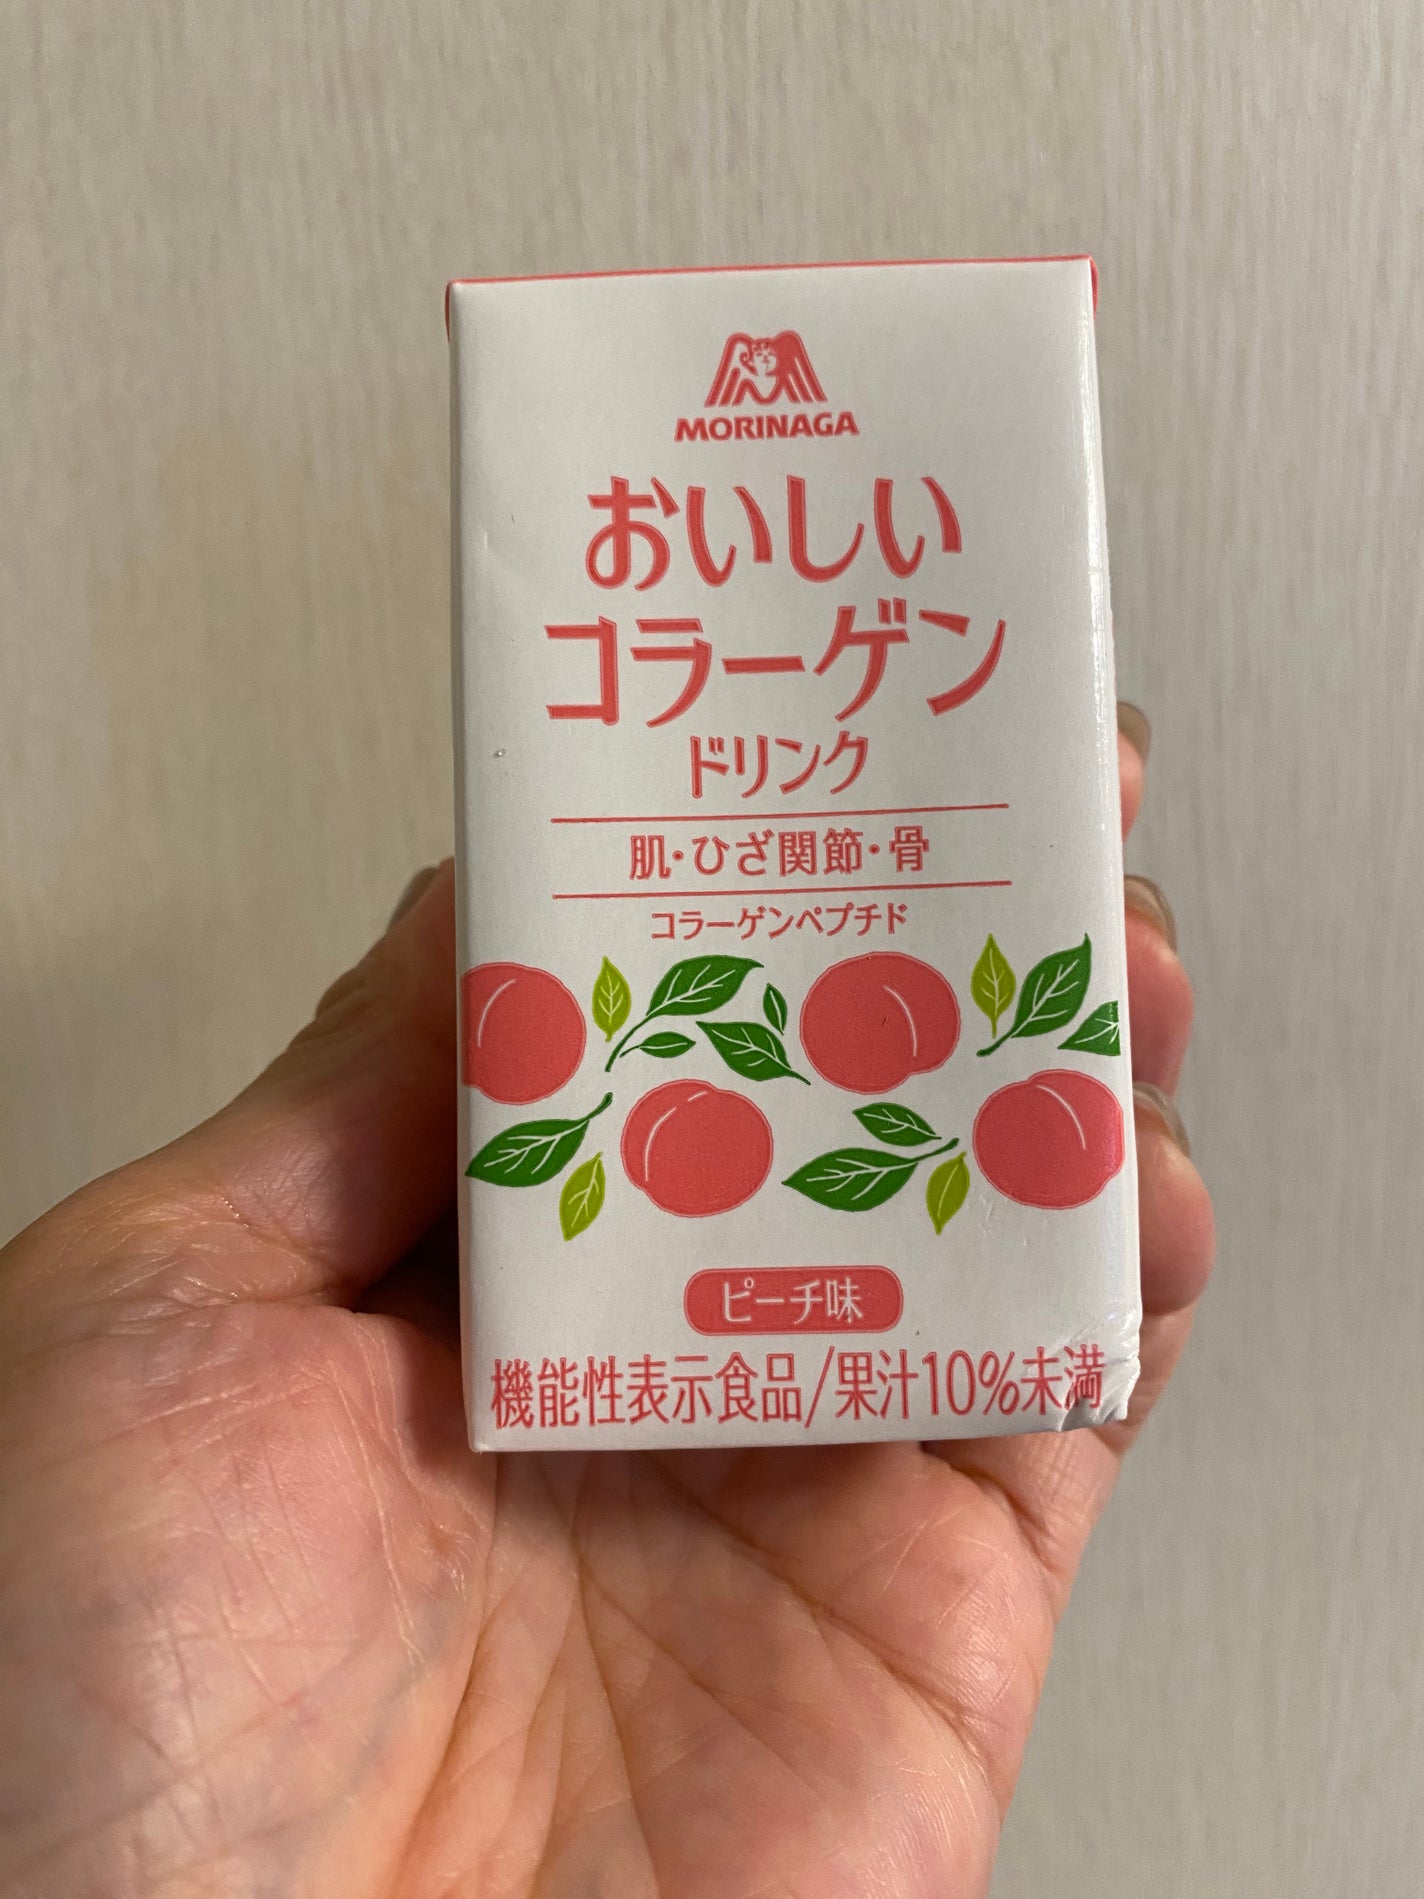 MORINAGA
おいしい
コラーゲン
ドリンク
肌・ひざ関節・骨
コラーゲンペプチド
ピーチ味
機能性表示食品/果汁10%未満